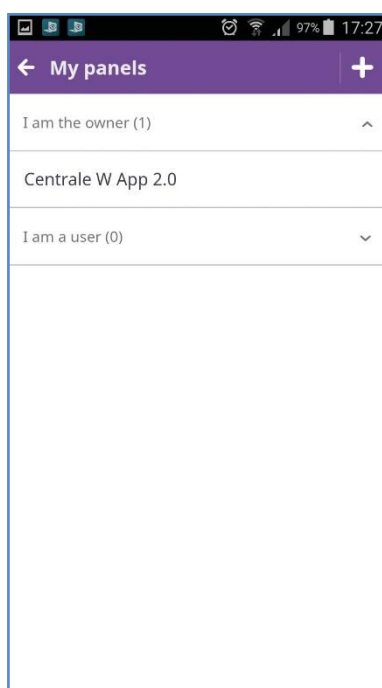 97% 17:27
My panels
I am the owner (1)
Centrale W App 2.0
I am a user (0)